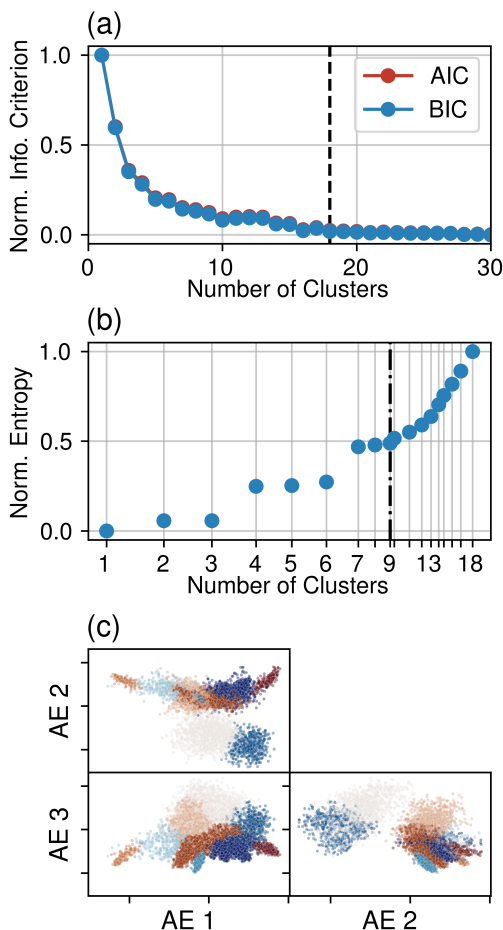 (a)
Norm. Info. Criterion
1.0
0.5
0.0
AIC
BIC
0 10 20 30
Number of Clusters
(b)
Norm. Entropy
1.0
0.5
0.0
1 2 3 4 5 6 7 9 13 18
Number of Clusters
(c)
AE 2
AE 3
AE 1 AE 2